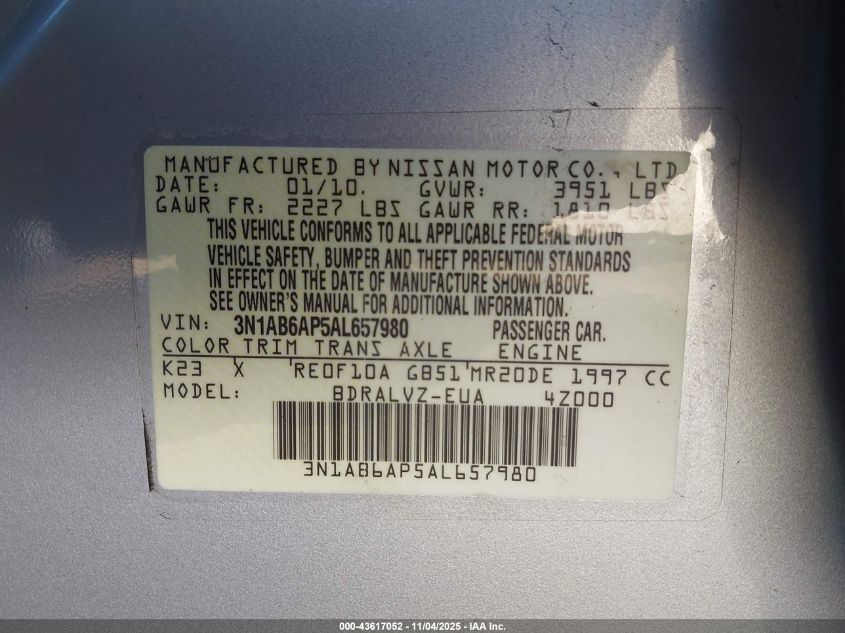 MANUFACTURED BY NISSAN MOTOR CO., LTD
DATE: 01/10. GVWR: 3951 LBS
GAWR FR: 2227 LBS GAWR RR: 1810 LBS
THIS VEHICLE CONFORMS TO ALL APPLICABLE FEDERAL MOTOR
VEHICLE SAFETY, BUMPER AND THEFT PREVENTION STANDARDS
IN EFFECT ON THE DATE OF MANUFACTURE SHOWN ABOVE.
SEE OWNER'S MANUAL FOR ADDITIONAL INFORMATION.
VIN: 3N1AB6AP5AL657980 PASSENGER CAR.
COLOR TRIM TRANS AXLE ENGINE
K23 X RE0F10A GB51 MR20DE 1997 CC
MODEL: BDRALVZ-EUA 4Z000
3N1AB6AP5AL657980
000-43617052 - 11/04/2025 - IAA Inc.